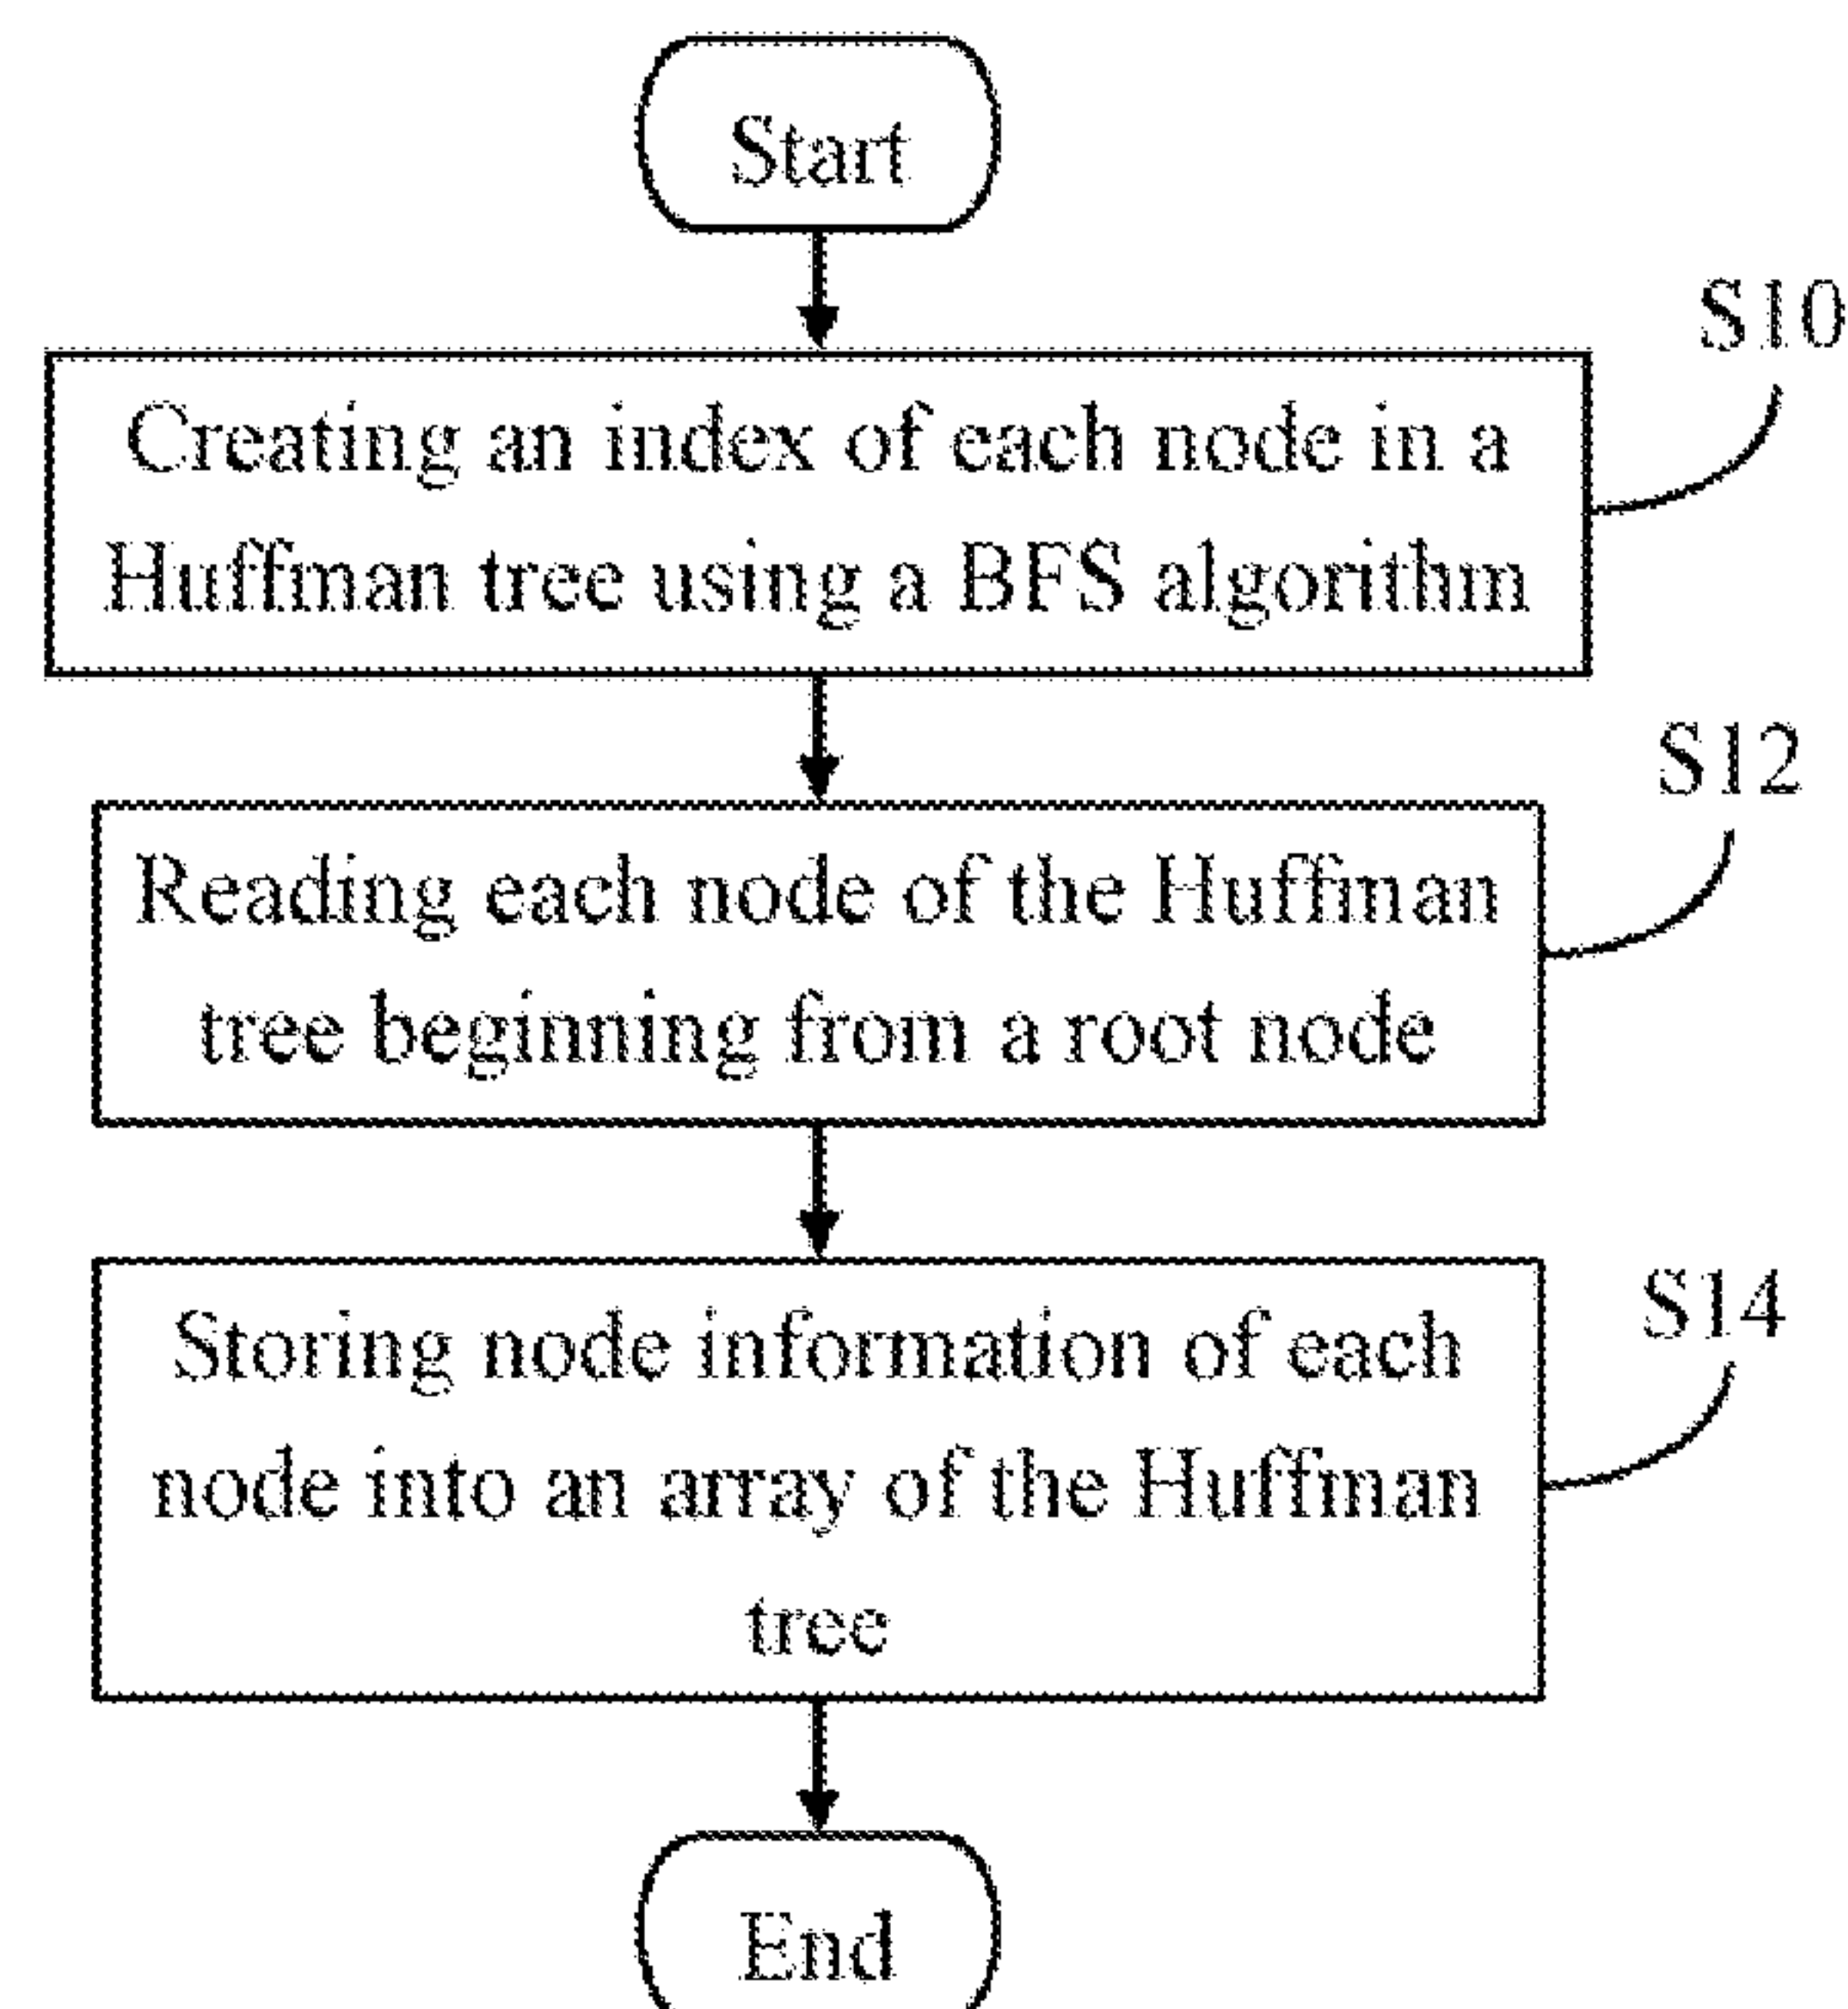 Start
S10
Creating an index of each node in a
Huffman tree using a BFS algorithm
S12
Reading each node of the Huffman
tree beginning from a root node
S14
Storing node information of each
node into an array of the Huffman
tree
End